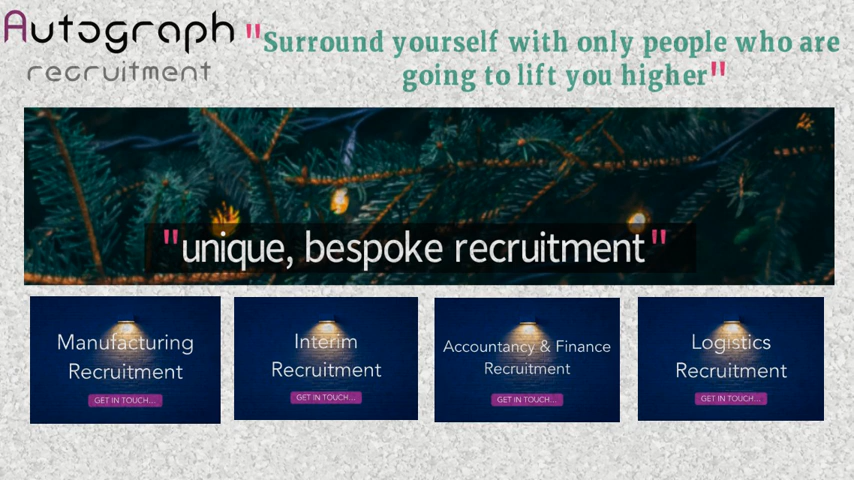 Autograph
recruitment
"Surround yourself with only people who are
going to lift you higher"
"unique, bespoke recruitment"
Manufacturing
Recruitment
GET IN TOUCH...
Interim
Recruitment
GET IN TOUCH...
Accountancy & Finance
Recruitment
GET IN TOUCH...
Logistics
Recruitment
GET IN TOUCH...